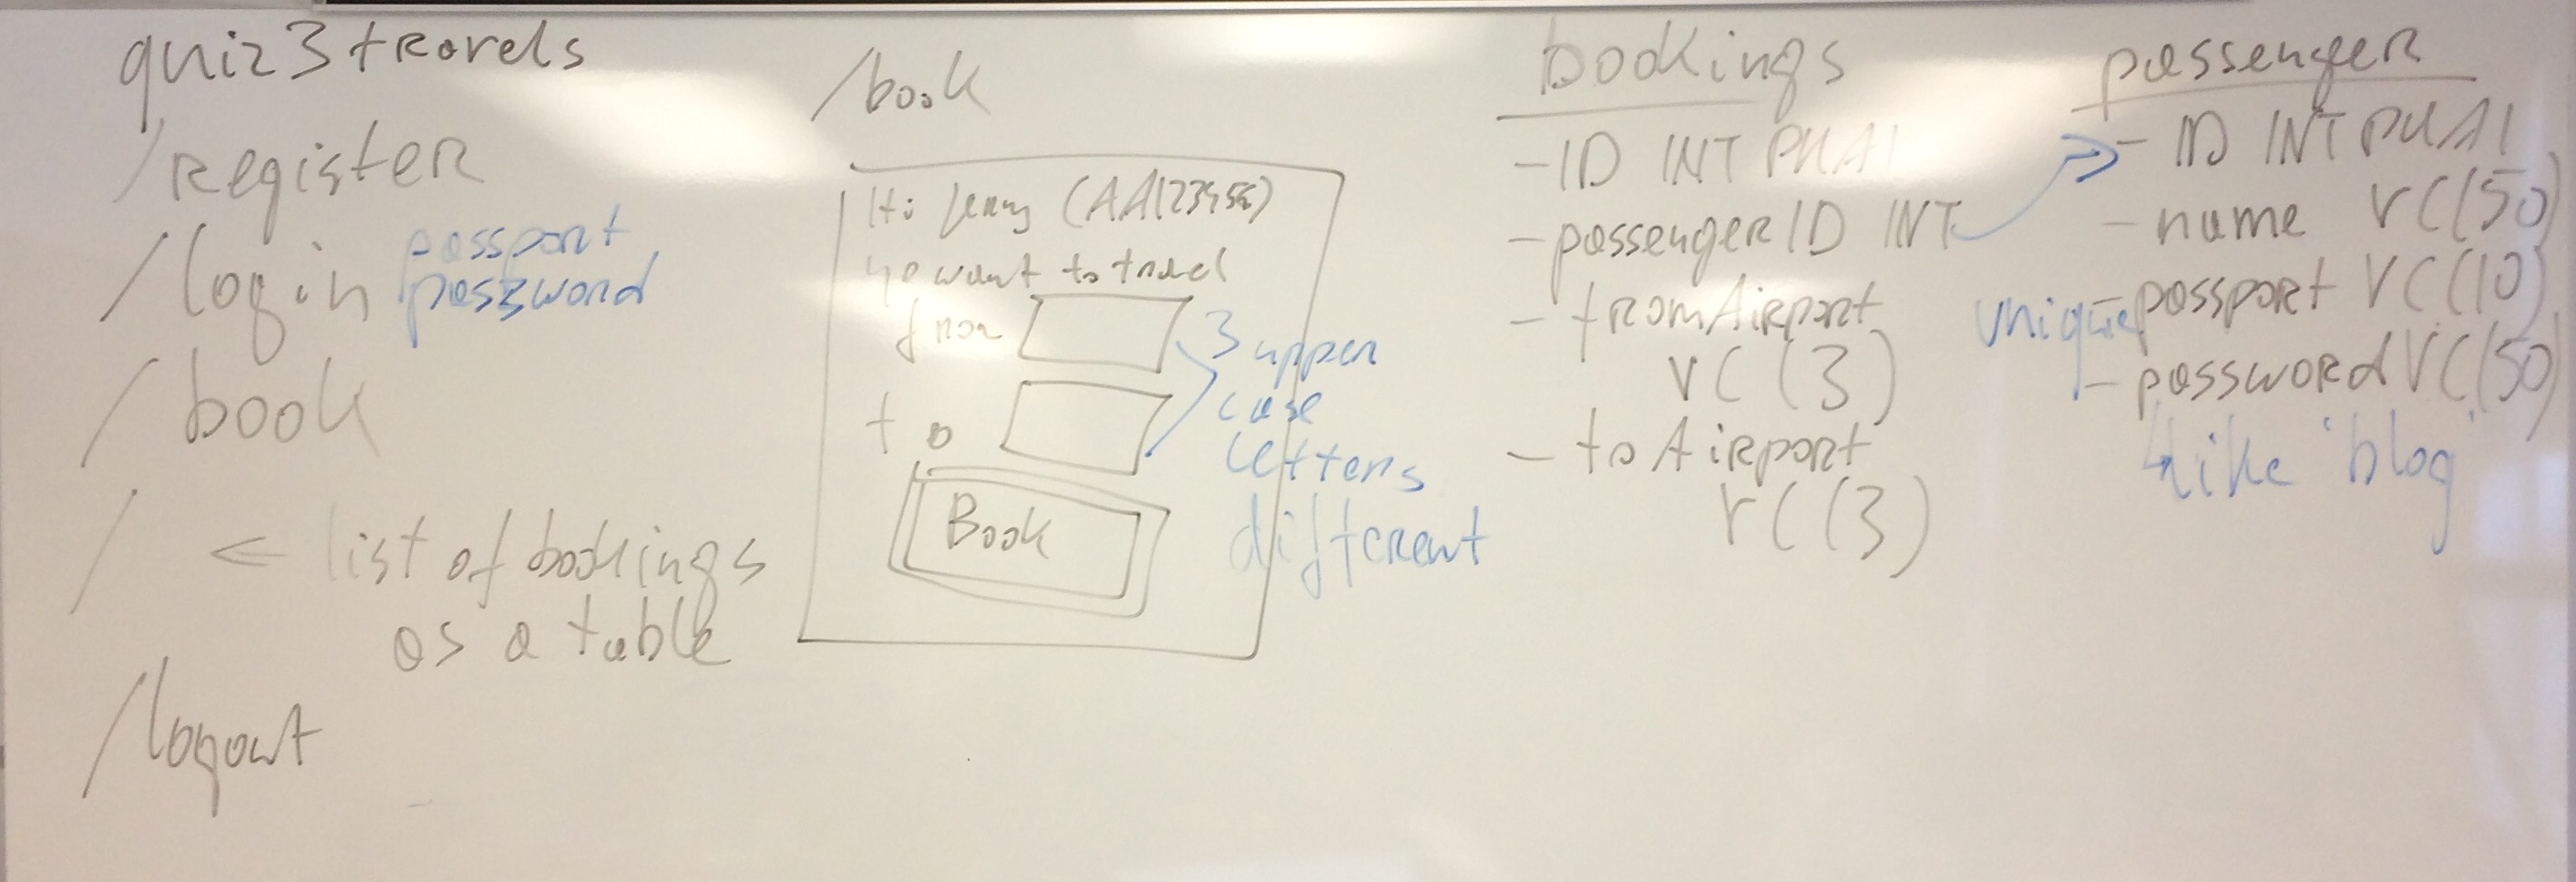 quiz3travels
/register
/login passport
password
/book
/ ← list of bookings
as a table
/logout
/book
Hi Jerry (AA123456)
yo want to travel
from
to
3 upper
case
letters
different
Book
bookings
- ID INT PK AI
- passengerID INT
- fromAirport
VC(3)
- toAirport
VC(3)
passenger
- ID INT PK AI
- name VC(50)
unique - passport VC(10)
- password VC(50)
↳ like 'blog'